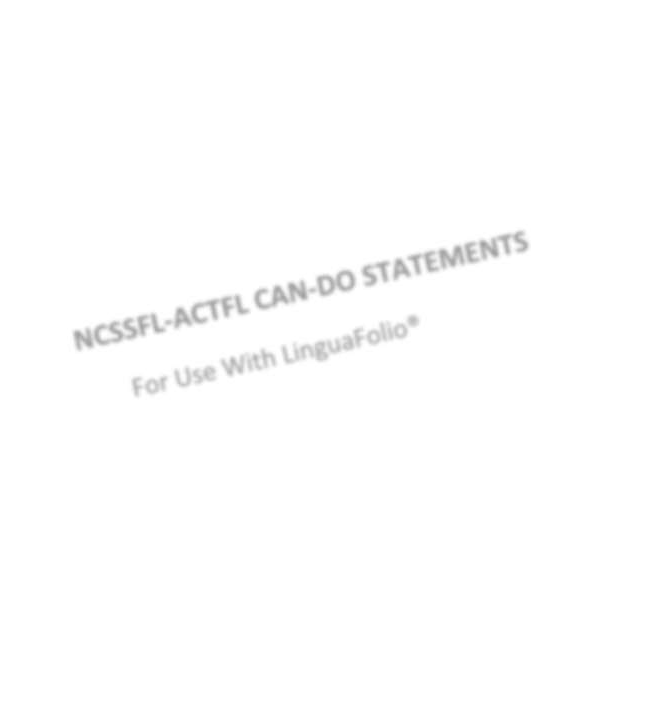 NCSSFL-ACTFL CAN-DO STATEMENTS
For Use With LinguaFolio®